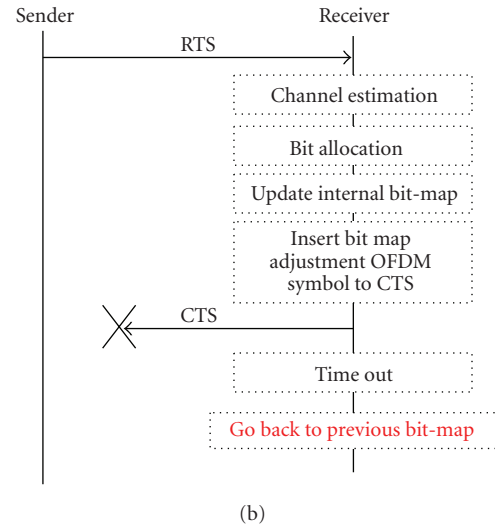 Sender
Receiver
RTS
Channel estimation
Bit allocation
Update internal bit-map
Insert bit map
adjustment OFDM
symbol to CTS
CTS
Time out
Go back to previous bit-map
(b)